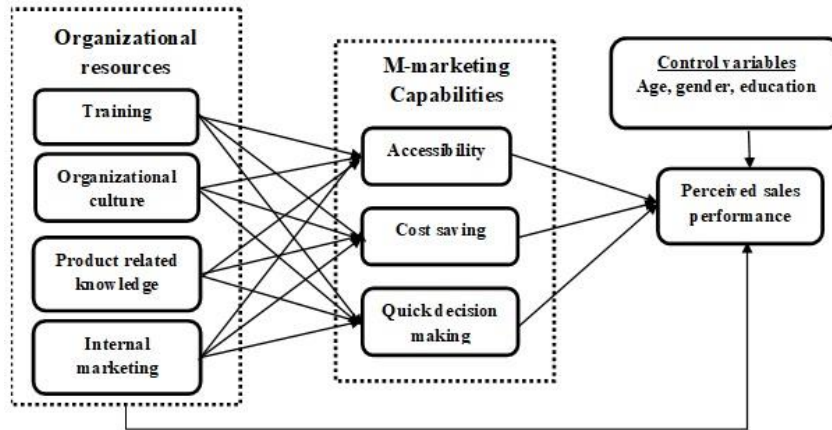 Organizational
resources
Training
Organizational
culture
Product related
knowledge
Internal
marketing
M-marketing
Capabilities
Accessibility
Cost saving
Quick decision
making
Control variables
Age, gender, education
Perceived sales
performance